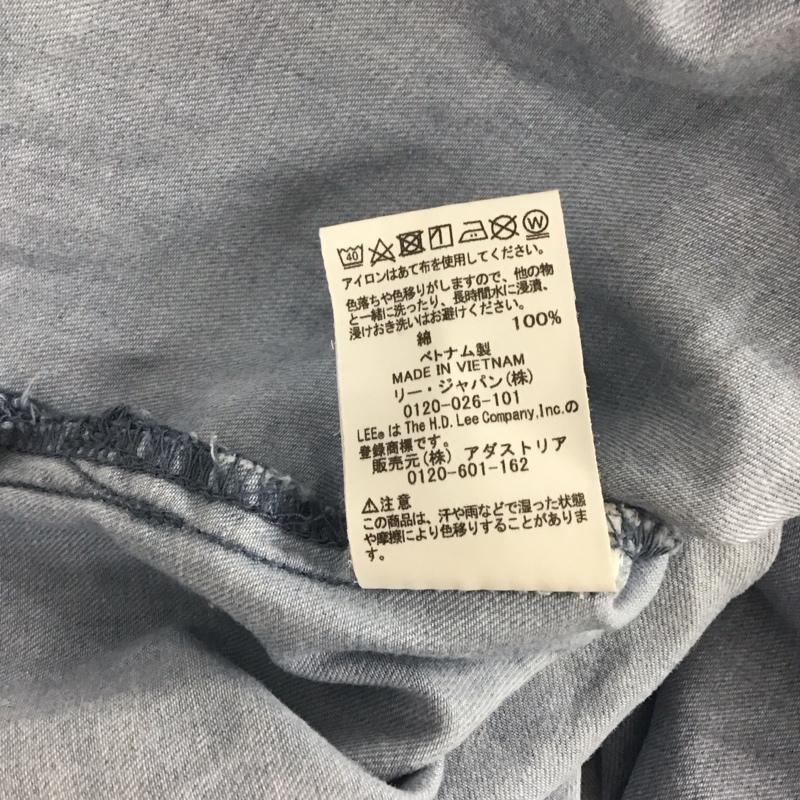 40 W
アイロンはあて布を使用してください。
色落ちや色移りがしますので、他の物
と一緒に洗ったり、長時間水に浸漬、
浸けおき洗いはお避けください。
綿 100%
ベトナム製
MADE IN VIETNAM
リー・ジャパン(株)
0120-026-101
LEE® は The H.D. Lee Company,Inc.の
登録商標です。
販売元(株) アダストリア
0120-601-162
⚠注意
この商品は、汗や雨などで湿った状態
や摩擦により色移りすることがありま
す。